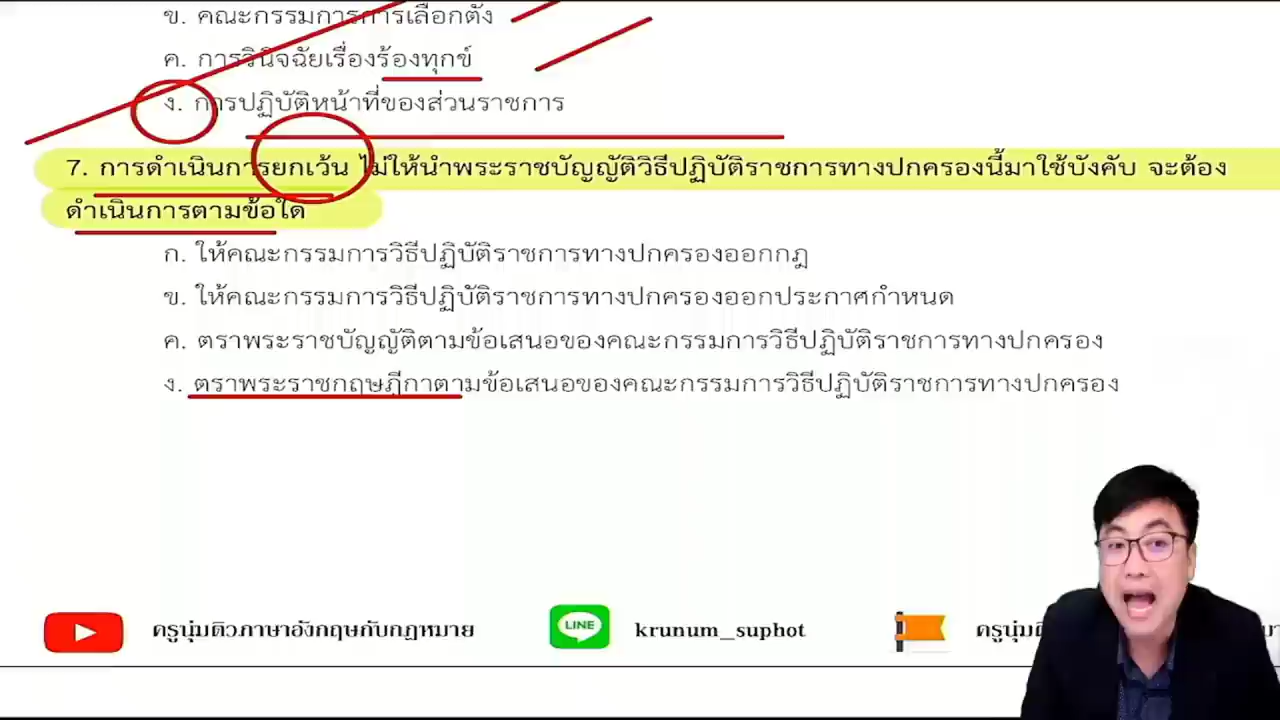 ข. คณะกรรมการการเลือกตั้ง
ค. การวินิจฉัยเรื่องร้องทุกข์
ง. การปฏิบัติหน้าที่ของส่วนราชการ
7. การดำเนินการยกเว้น ไม่ให้นำพระราชบัญญัติวิธีปฏิบัติราชการทางปกครองนี้มาใช้บังคับ จะต้อง
ดำเนินการตามข้อใด
ก. ให้คณะกรรมการวิธีปฏิบัติราชการทางปกครองออกกฎ
ข. ให้คณะกรรมการวิธีปฏิบัติราชการทางปกครองออกประกาศกำหนด
ค. ตราพระราชบัญญัติตามข้อเสนอของคณะกรรมการวิธีปฏิบัติราชการทางปกครอง
ง. ตราพระราชกฤษฎีกาตามข้อเสนอของคณะกรรมการวิธีปฏิบัติราชการทางปกครอง
ครูนุ่มติวภาษาอังกฤษกับกฎหมาย LINE krunum_suphot